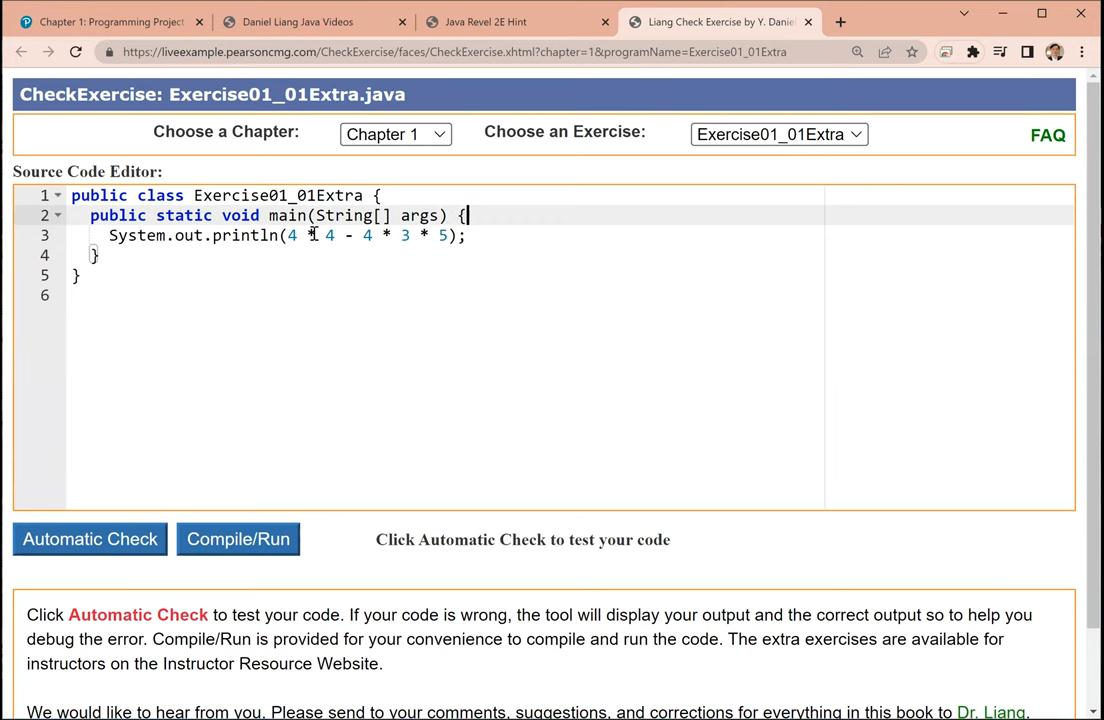 Chapter 1: Programming Project
Daniel Liang Java Videos
Java Revel 2E Hint
Liang Check Exercise by Y. Daniel
https://liveexample.pearsoncmg.com/CheckExercise/faces/CheckExercise.xhtml?chapter=1&programName=Exercise01_01Extra
CheckExercise: Exercise01_01Extra.java
Choose a Chapter: Chapter 1 Choose an Exercise: Exercise01_01Extra FAQ
Source Code Editor:
1 public class Exercise01_01Extra {
2 public static void main(String[] args) {
3 System.out.println(4 * 4 - 4 * 3 * 5);
4 }
5 }
6
Automatic Check Compile/Run Click Automatic Check to test your code
Click Automatic Check to test your code. If your code is wrong, the tool will display your output and the correct output so to help you
debug the error. Compile/Run is provided for your convenience to compile and run the code. The extra exercises are available for
instructors on the Instructor Resource Website.
We would like to hear from you. Please send to your comments, suggestions, and corrections for everything in this book to Dr. Liang.